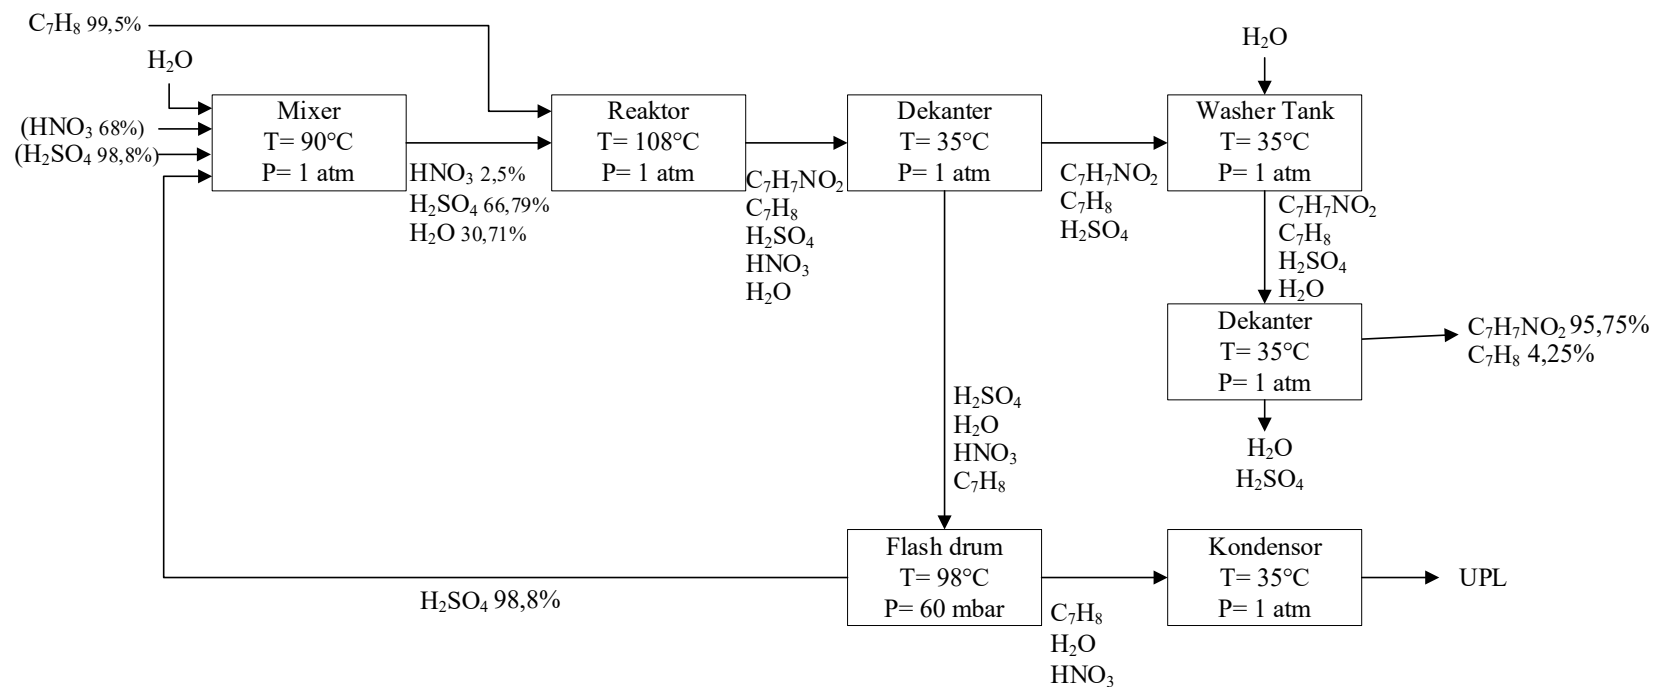 C₇H₈ 99,5%
H₂O
(HNO₃ 68%)
(H₂SO₄ 98,8%)
Mixer
T= 90°C
P= 1 atm
HNO₃ 2,5%
H₂SO₄ 66,79%
H₂O 30,71%
Reaktor
T= 108°C
P= 1 atm
C₇H₇NO₂
C₇H₈
H₂SO₄
HNO₃
H₂O
Dekanter
T= 35°C
P= 1 atm
C₇H₇NO₂
C₇H₈
H₂SO₄
H₂O
Washer Tank
T= 35°C
P= 1 atm
C₇H₇NO₂
C₇H₈
H₂SO₄
H₂O
Dekanter
T= 35°C
P= 1 atm
C₇H₇NO₂ 95,75%
C₇H₈ 4,25%
H₂O
H₂SO₄
H₂SO₄
H₂O
HNO₃
C₇H₈
Flash drum
T= 98°C
P= 60 mbar
H₂SO₄ 98,8%
C₇H₈
H₂O
HNO₃
Kondensor
T= 35°C
P= 1 atm
UPL